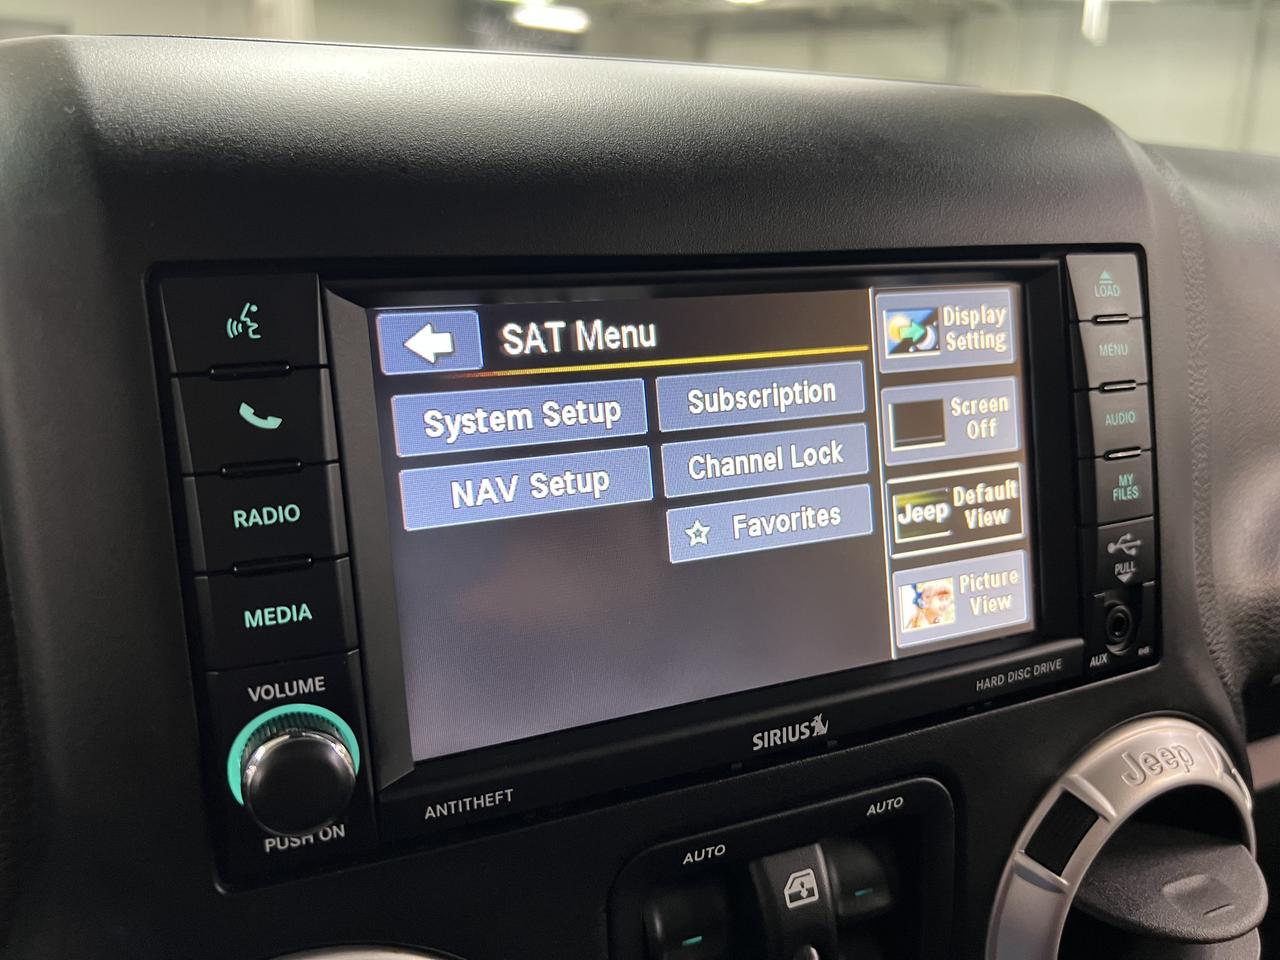 SAT Menu
System Setup
Subscription
NAV Setup
Channel Lock
Favorites
Display
Setting
Screen
Off
Jeep
Default
View
Picture
View
RADIO
MEDIA
VOLUME
PUSH ON
LOAD
MENU
AUDIO
MY
FILES
PULL
AUX
RHB
HARD DISC DRIVE
SIRIUS
ANTITHEFT
AUTO
AUTO
Jeep